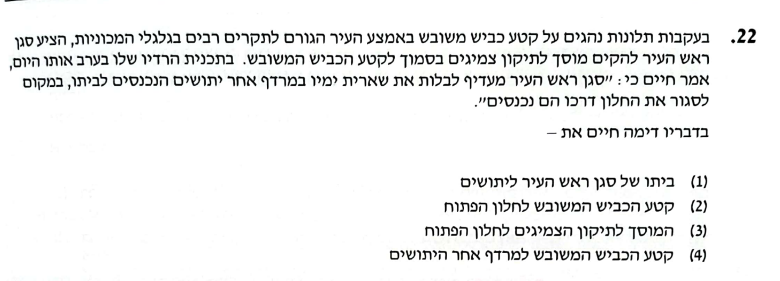 22. בעקבות תלונות נהגים על קטע כביש משובש באמצע העיר הגורם לתקרים רבים בגלגלי המכוניות, הציע סגן
ראש העיר להקים מוסך לתיקון צמיגים בסמוך לקטע הכביש המשובש. בתכנית הרדיו שלו בערב אותו היום,
אמר חיים כי: "סגן ראש העיר מעדיף לבלות את שארית ימיו במרדף אחר יתושים הנכנסים לביתו, במקום
לסגור את החלון דרכו הם נכנסים".
בדבריו דימה חיים את –
(1) ביתו של סגן ראש העיר ליתושים
(2) קטע הכביש המשובש לחלון הפתוח
(3) המוסך לתיקון הצמיגים לחלון הפתוח
(4) קטע הכביש המשובש למרדף אחר היתושים